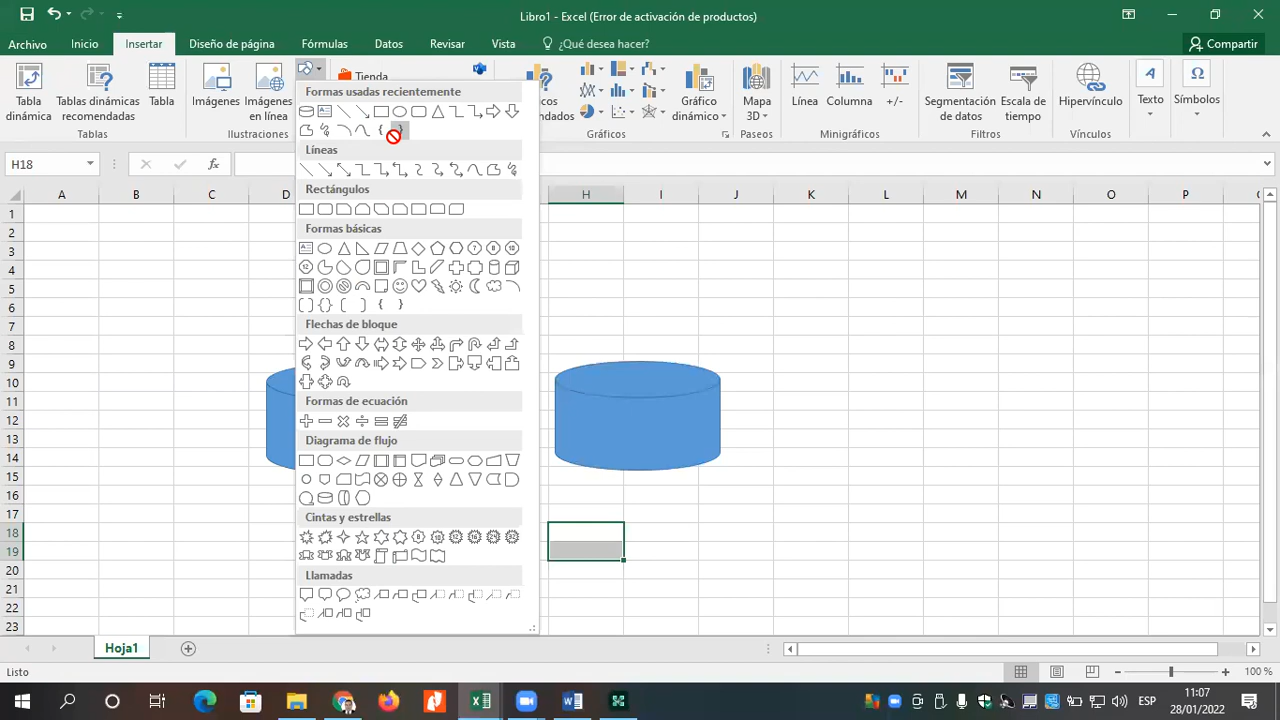 Libro1 - Excel (Error de activación de productos)
Archivo Inicio Insertar Diseño de página Fórmulas Datos Revisar Vista ¿Qué desea hacer? Compartir
Tabla dinámica
Tablas dinámicas recomendadas
Tabla
Tablas
Imágenes
Imágenes en línea
Tienda
Gráfico dinámico
Gráficos
Mapa 3D
Paseos
Línea
Columna
+/-
Minigráficos
Segmentación de datos
Escala de tiempo
Filtros
Hipervínculo
Vínculos
Texto
Símbolos
Formas usadas recientemente
Líneas
Rectángulos
Formas básicas
Flechas de bloque
Formas de ecuación
Diagrama de flujo
Cintas y estrellas
Llamadas
H18
A B C D H I J K L M N O P
1
2
3
4
5
6
7
8
9
10
11
12
13
14
15
16
17
18
19
20
21
22
23
Hoja1
Listo
100 %
ESP
11:07
28/01/2022